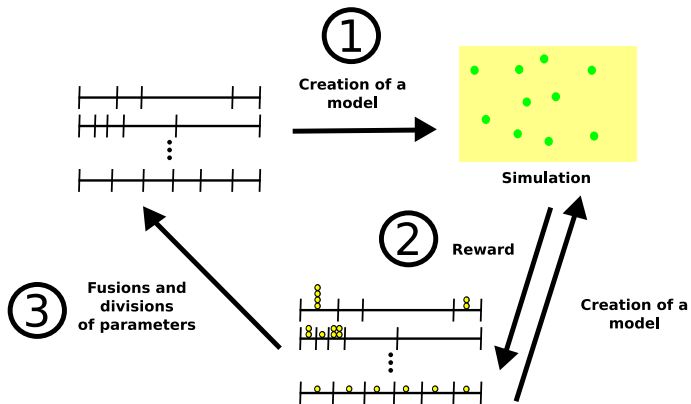 1
Creation of a
model
Simulation
2
Reward
3
Fusions and
divisions
of parameters
Creation of a
model